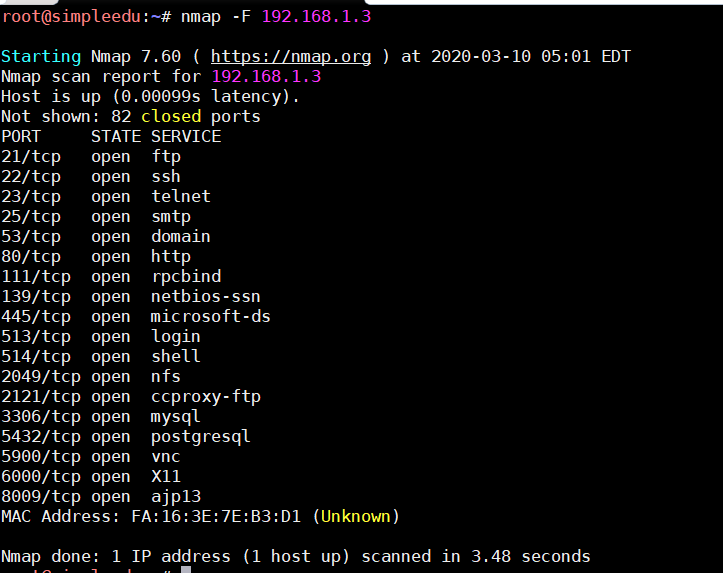 root@simpleedu:~# nmap -F 192.168.1.3
Starting Nmap 7.60 ( https://nmap.org ) at 2020-03-10 05:01 EDT
Nmap scan report for 192.168.1.3
Host is up (0.00099s latency).
Not shown: 82 closed ports
PORT     STATE SERVICE
21/tcp   open  ftp
22/tcp   open  ssh
23/tcp   open  telnet
25/tcp   open  smtp
53/tcp   open  domain
80/tcp   open  http
111/tcp  open  rpcbind
139/tcp  open  netbios-ssn
445/tcp  open  microsoft-ds
513/tcp  open  login
514/tcp  open  shell
2049/tcp open  nfs
2121/tcp open  ccproxy-ftp
3306/tcp open  mysql
5432/tcp open  postgresql
5900/tcp open  vnc
6000/tcp open  X11
8009/tcp open  ajp13
MAC Address: FA:16:3E:7E:B3:D1 (Unknown)
Nmap done: 1 IP address (1 host up) scanned in 3.48 seconds